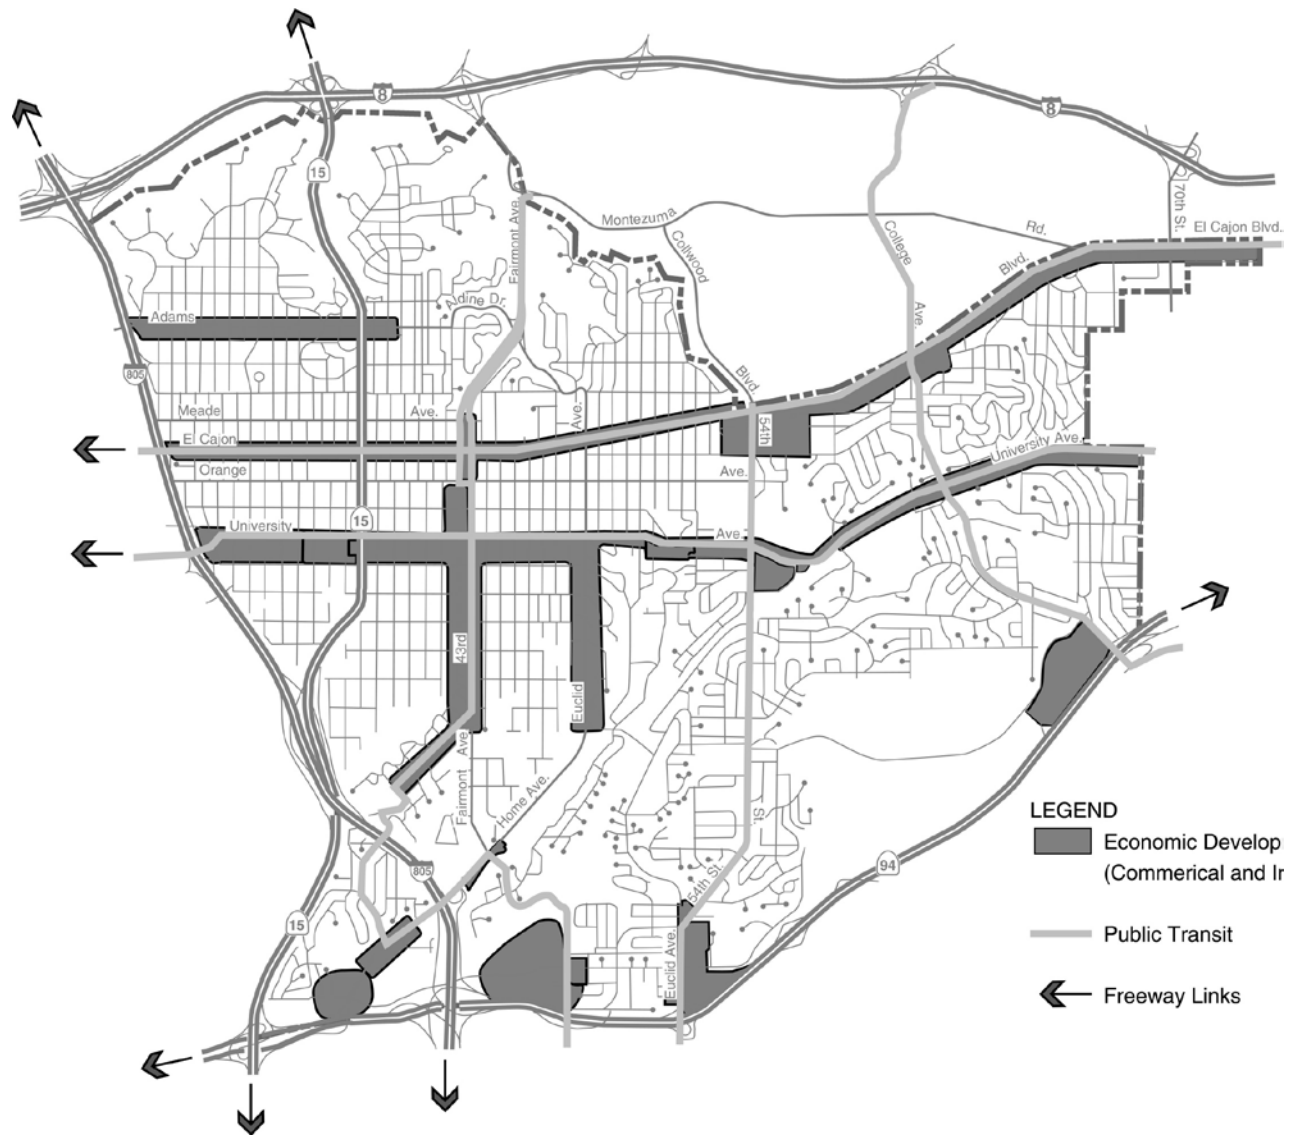 8
8
15
70th St.
Montezuma
Rd.
El Cajon Blvd.
Fairmont Ave.
Collwood
College
Blvd.
Aldine Dr.
Adams
Ave.
805
Blvd.
Meade
Ave.
Ave.
El Cajon
54th
University Ave.
Orange
Ave.
15
University
Ave.
43rd
Euclid
Fairmont
Ave.
Home Ave.
St.
LEGEND
Economic Develop
(Commerical and Ir
805
94
54th St.
15
Public Transit
Euclid Ave.
Freeway Links